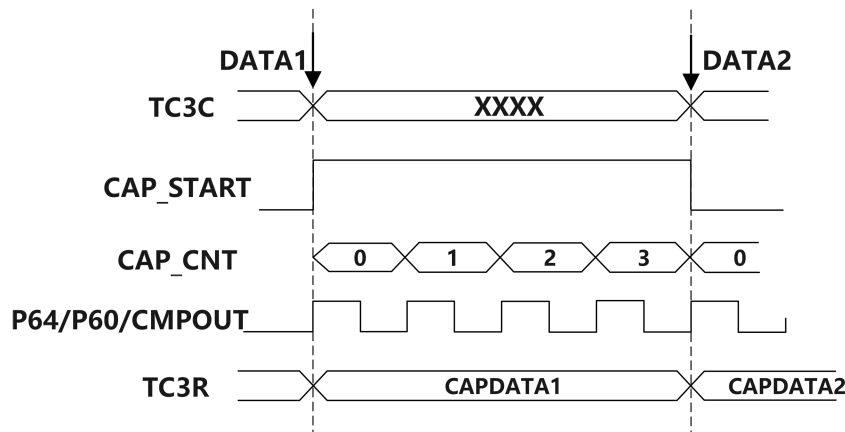 DATA1 DATA2
TC3C XXXX
CAP_START
CAP_CNT 0 1 2 3 0
P64/P60/CMPOUT
TC3R CAPDATA1 CAPDATA2